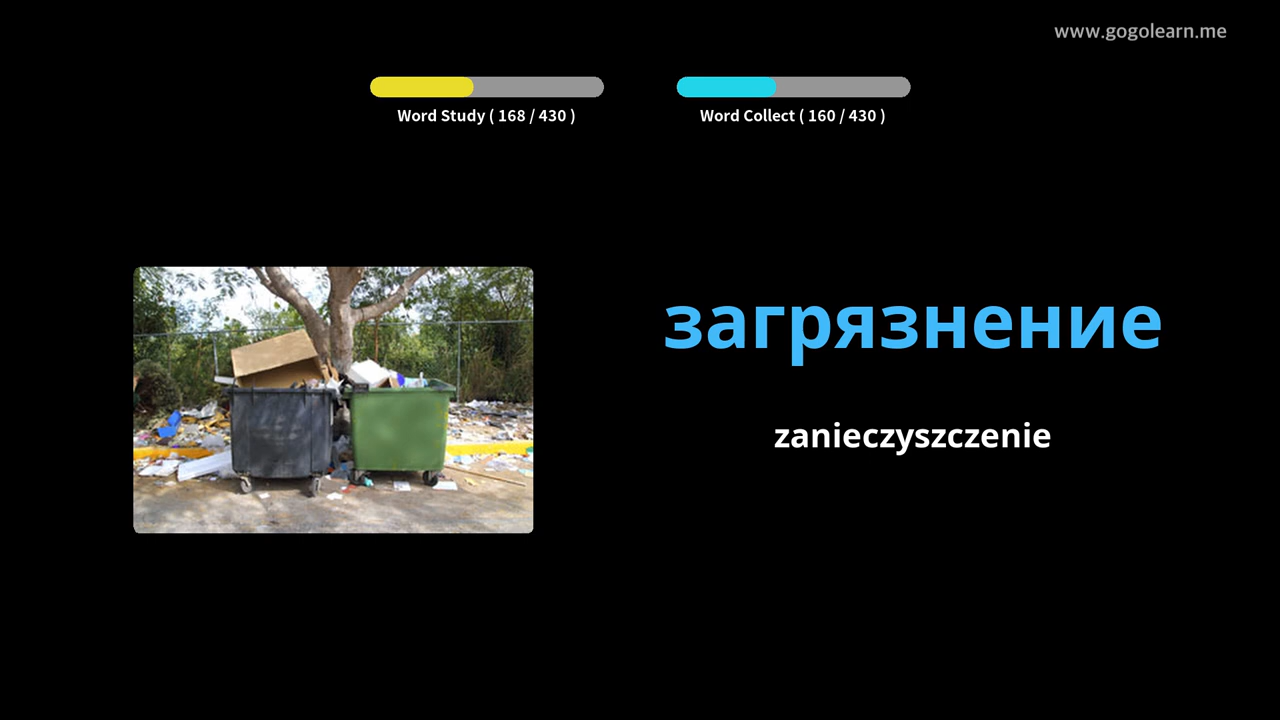 www.gogolearn.me
Word Study ( 168 / 430 )
Word Collect ( 160 / 430 )
загрязнение
zanieczyszczenie